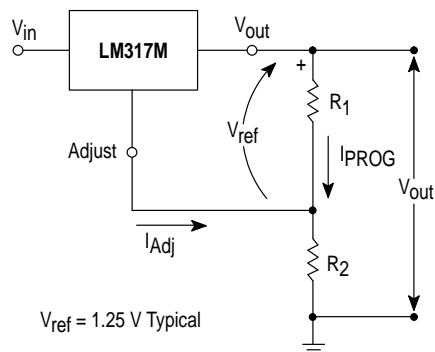 Vin
LM317M
Vout
+
R1
Vref
Adjust
IPROG
Vout
IAdj
R2
Vref = 1.25 V Typical